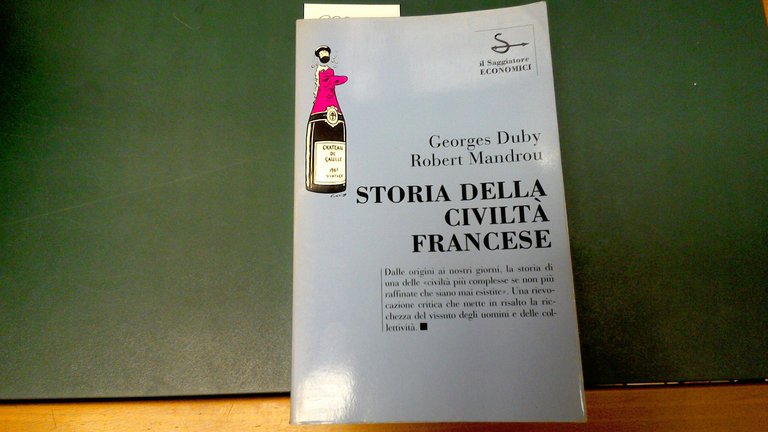 il Saggiatore
ECONOMICI
Georges Duby
Robert Mandrou
STORIA DELLA
CIVILTÀ
FRANCESE
Dalle origini ai nostri giorni, la storia di
una delle «civiltà più complesse se non più
raffinate che siano mai esistite». Una rievo-
cazione critica che mette in risalto la ric-
chezza del vissuto degli uomini e delle col-
lettività.
CHATEAU
DE
GAULLE
1967
VINTAGE